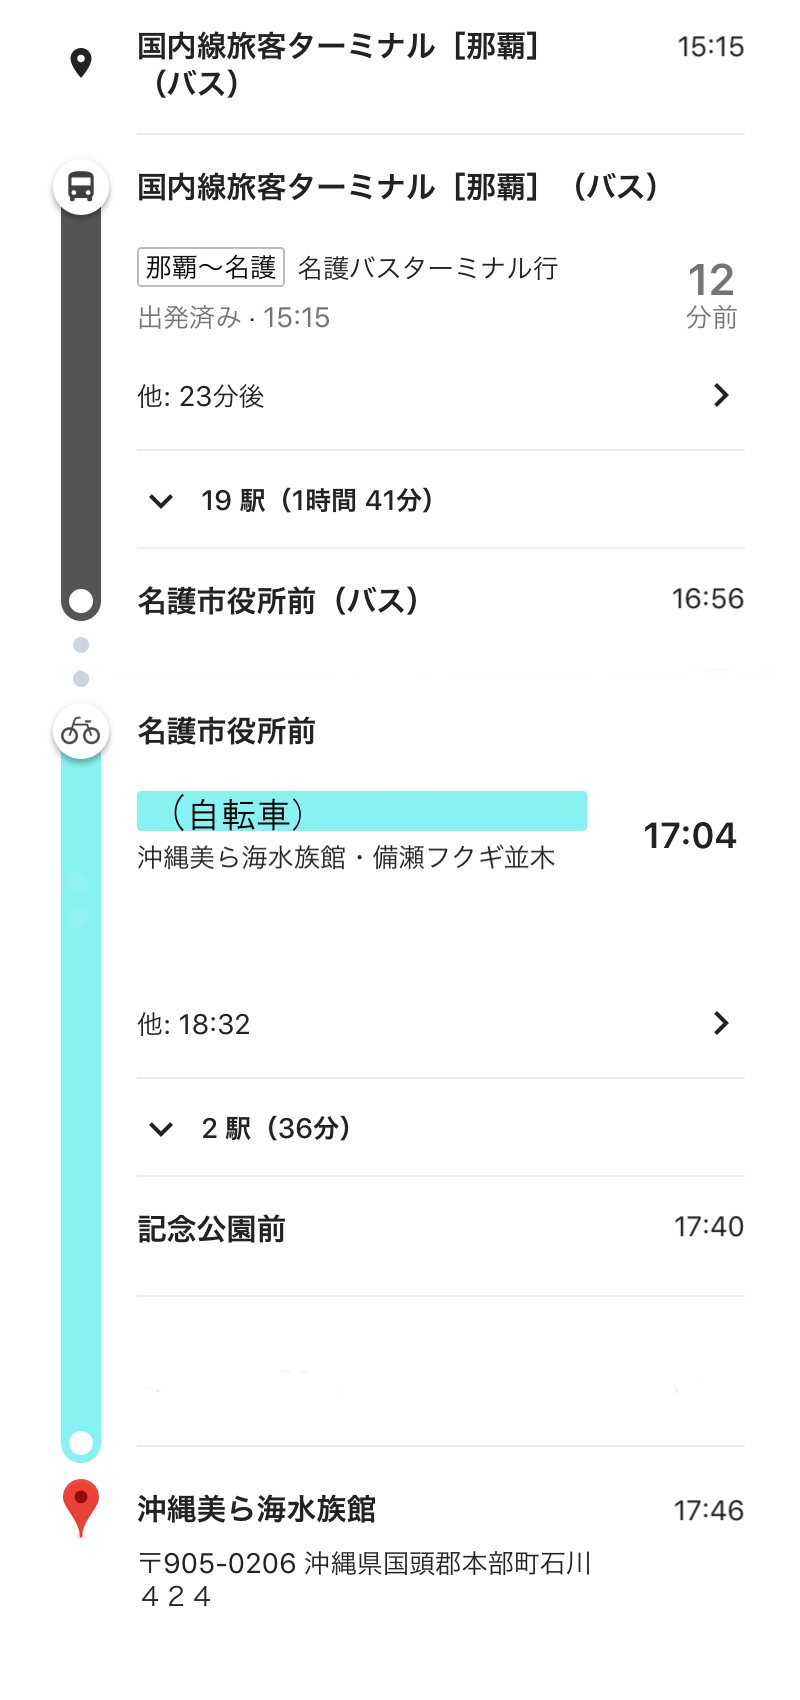 国内線旅客ターミナル［那覇］
（バス）
15:15
国内線旅客ターミナル［那覇］（バス）
那覇〜名護 名護バスターミナル行
出発済み · 15:15
12
分前
他: 23分後
19 駅（1時間 41分）
名護市役所前（バス）
16:56
名護市役所前
（自転車）
沖縄美ら海水族館・備瀬フクギ並木
17:04
他: 18:32
2 駅（36分）
記念公園前
17:40
沖縄美ら海水族館
17:46
〒905-0206 沖縄県国頭郡本部町石川
４２４